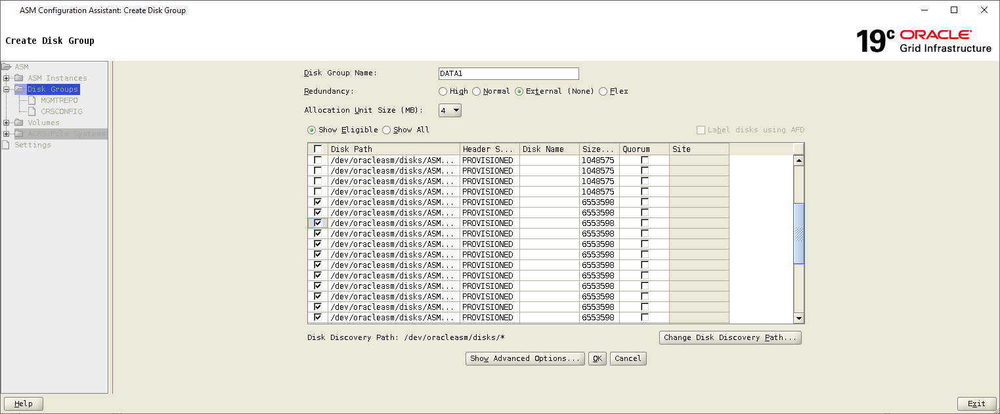 ASM Configuration Assistant: Create Disk Group
Create Disk Group
19c ORACLE
Grid Infrastructure
ASM
ASM Instances
Disk Groups
MGMTREPO
CRSCONFIG
Volumes
ACFS File Systems
Settings
Disk Group Name: DATA1
Redundancy: High Normal External (None) Flex
Allocation Unit Size (MB): 4
Show Eligible Show All Label disks using AFD
Disk Path Header S... Disk Name Size... Quorum Site
/dev/oracleasm/disks/ASM... PROVISIONED 1048575
/dev/oracleasm/disks/ASM... PROVISIONED 1048575
/dev/oracleasm/disks/ASM... PROVISIONED 1048575
/dev/oracleasm/disks/ASM... PROVISIONED 1048575
/dev/oracleasm/disks/ASM... PROVISIONED 6553598
/dev/oracleasm/disks/ASM... PROVISIONED 6553598
/dev/oracleasm/disks/ASM... PROVISIONED 6553598
/dev/oracleasm/disks/ASM... PROVISIONED 6553598
/dev/oracleasm/disks/ASM... PROVISIONED 6553598
/dev/oracleasm/disks/ASM... PROVISIONED 6553598
/dev/oracleasm/disks/ASM... PROVISIONED 6553598
/dev/oracleasm/disks/ASM... PROVISIONED 6553598
/dev/oracleasm/disks/ASM... PROVISIONED 6553598
/dev/oracleasm/disks/ASM... PROVISIONED 6553598
/dev/oracleasm/disks/ASM... PROVISIONED 6553598
/dev/oracleasm/disks/ASM... PROVISIONED 6553598
Disk Discovery Path: /dev/oracleasm/disks/* Change Disk Discovery Path...
Show Advanced Options... OK Cancel
Help Exit